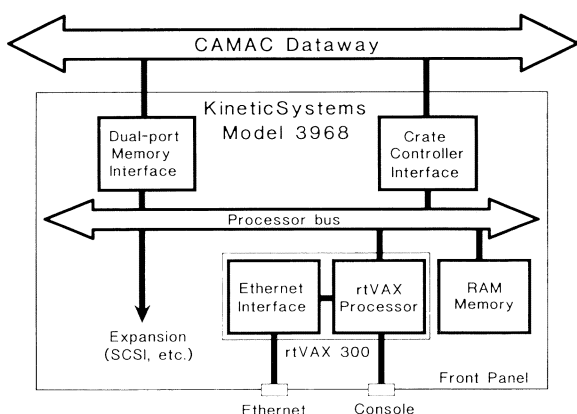 CAMAC Dataway
KineticSystems
Model 3968
Dual-port
Memory
Interface
Crate
Controller
Interface
Processor bus
Ethernet
Interface
rtVAX
Processor
RAM
Memory
Expansion
(SCSI, etc.)
rtVAX 300
Front Panel
Ethernet
Console